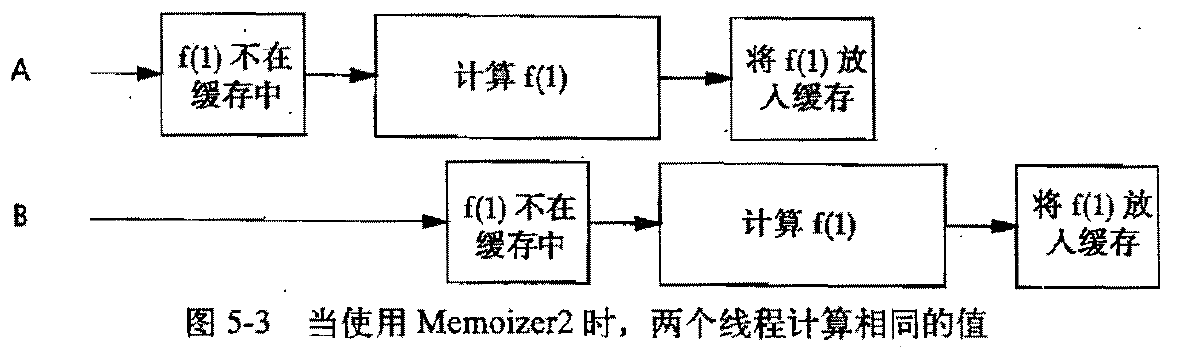 A
f(1) 不在
缓存中
计算 f(1)
将 f(1) 放
入缓存
B
f(1) 不在
缓存中
计算 f(1)
将 f(1) 放
入缓存
图 5-3 当使用 Memoizer2 时，两个线程计算相同的值